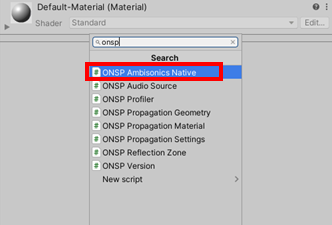 Default-Material (Material)
Shader Standard Edit...
onsp
Search
ONSP Ambisonics Native
ONSP Audio Source
ONSP Profiler
ONSP Propagation Geometry
ONSP Propagation Material
ONSP Propagation Settings
ONSP Reflection Zone
ONSP Version
New script